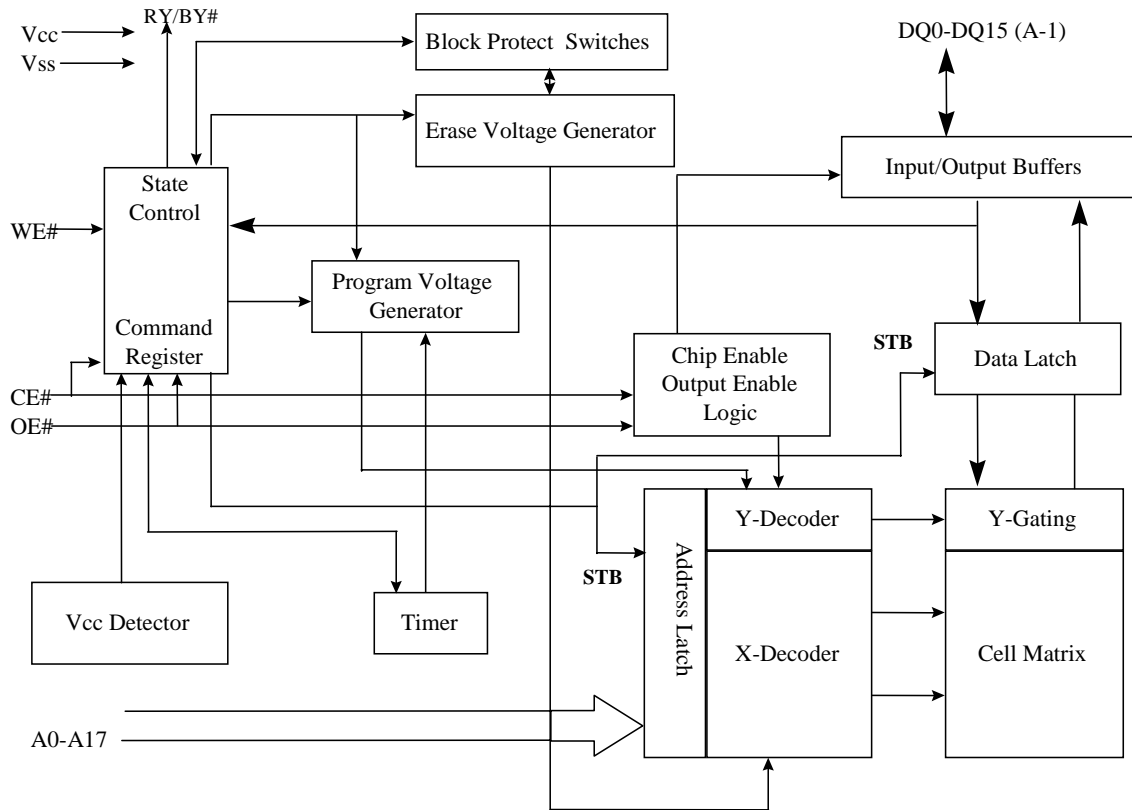 RY/BY#
Vcc
Vss
Block Protect Switches
DQ0-DQ15 (A-1)
Erase Voltage Generator
Input/Output Buffers
State
Control
WE#
Program Voltage
Generator
Command
Register
STB
Chip Enable
Output Enable
Logic
Data Latch
CE#
OE#
Y-Decoder
Y-Gating
Address Latch
STB
Vcc Detector
Timer
X-Decoder
Cell Matrix
A0-A17